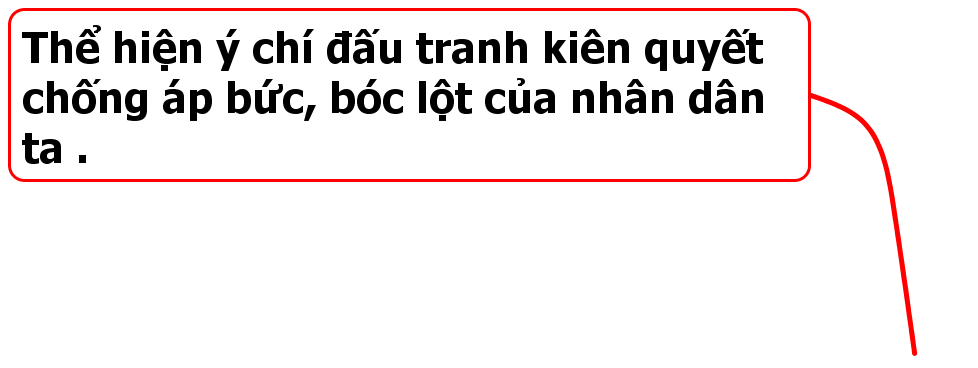 Thể hiện ý chí đấu tranh kiên quyết
chống áp bức, bóc lột của nhân dân
ta .